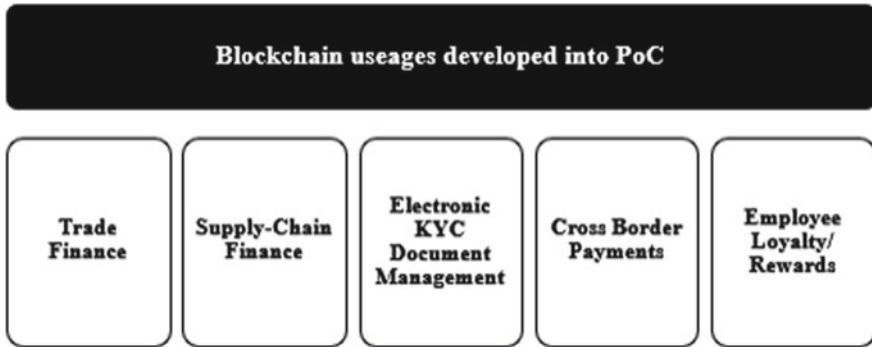 Blockchain useages developed into PoC
Trade
Finance
Supply-Chain
Finance
Electronic
KYC
Document
Management
Cross Border
Payments
Employee
Loyalty/
Rewards